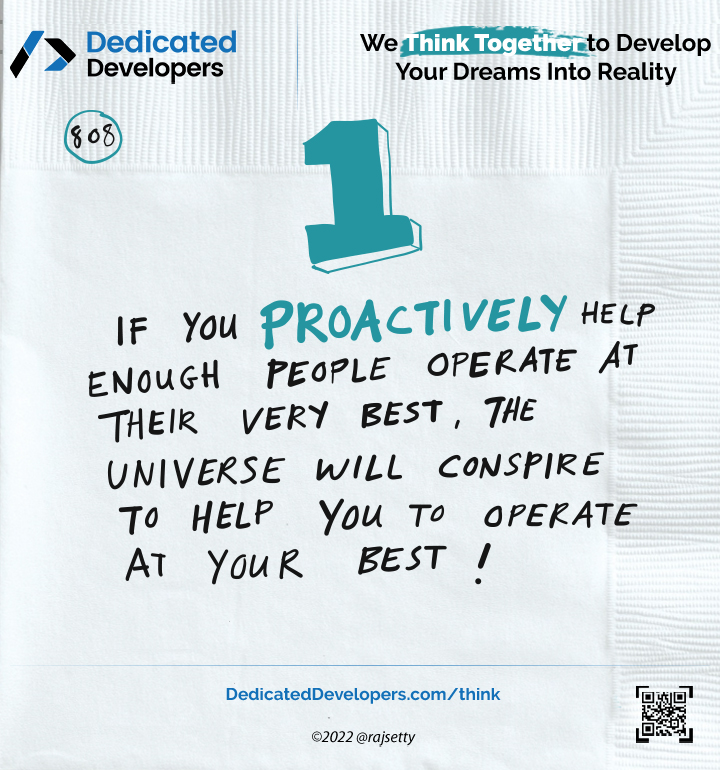 Dedicated
Developers
We Think Together to Develop
Your Dreams Into Reality
808
1
IF YOU PROACTIVELY HELP
ENOUGH PEOPLE OPERATE AT
THEIR VERY BEST, THE
UNIVERSE WILL CONSPIRE
TO HELP YOU TO OPERATE
AT YOUR BEST!
DedicatedDevelopers.com/think
©2022 @rajsetty